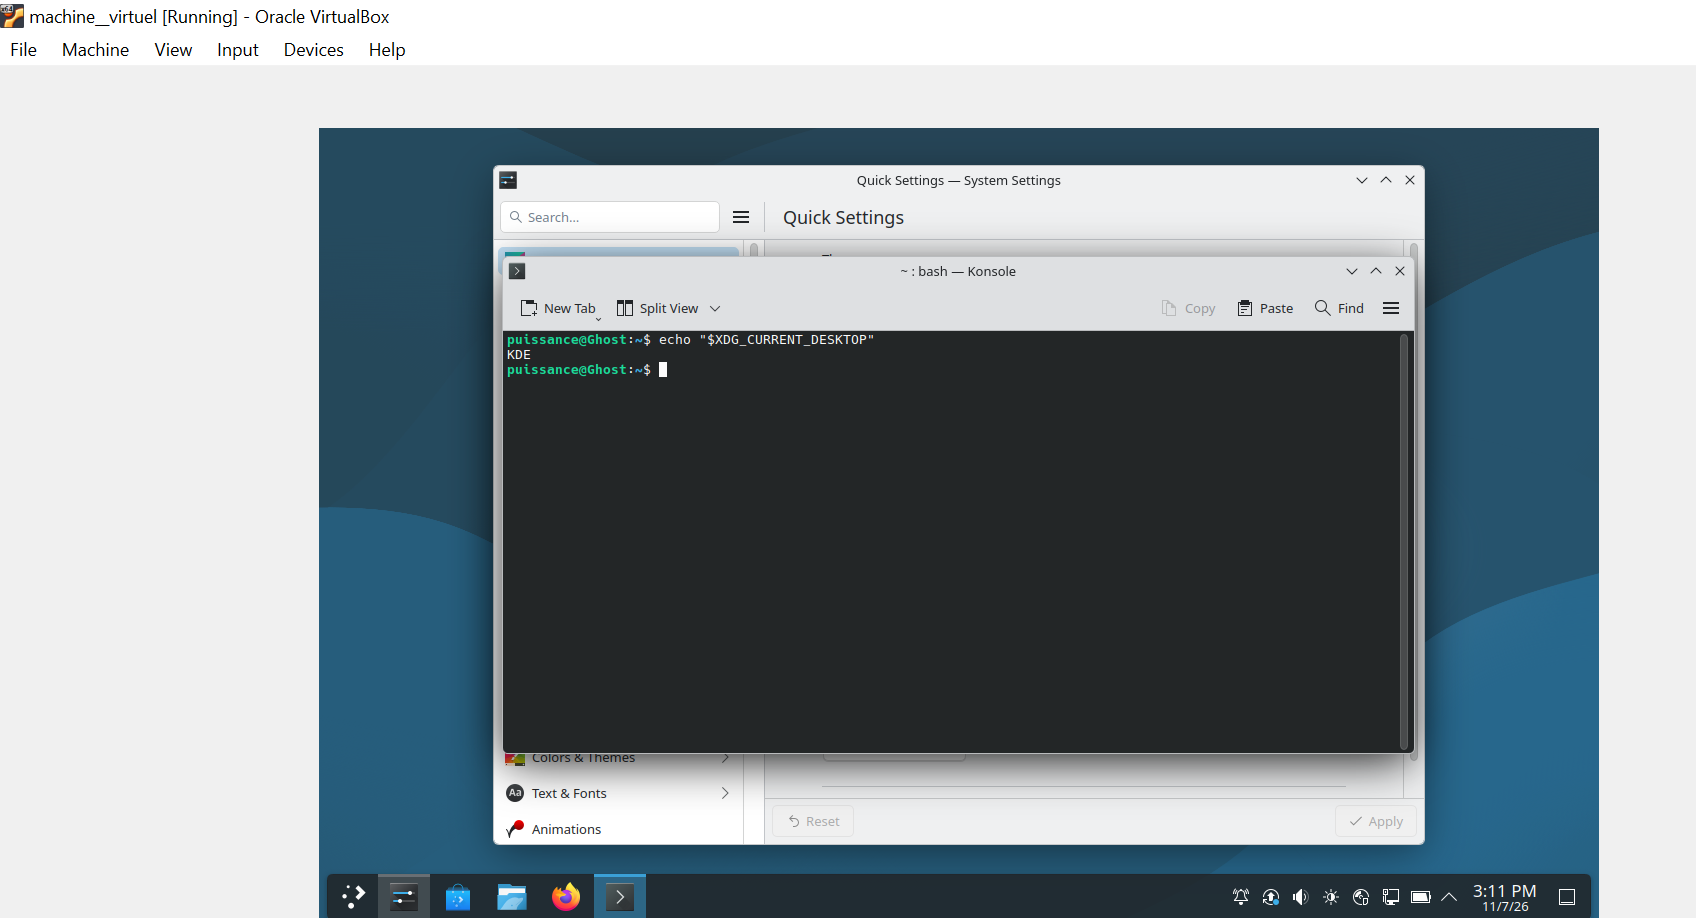 machine__virtuel [Running] - Oracle VirtualBox
File Machine View Input Devices Help
Quick Settings — System Settings
Search...
Quick Settings
~ : bash — Konsole
New Tab Split View Copy Paste Find
puissance@Ghost:~$ echo "$XDG_CURRENT_DESKTOP"
KDE
puissance@Ghost:~$
Colors & Themes
Aa Text & Fonts
Animations
Reset Apply
3:11 PM
11/7/26